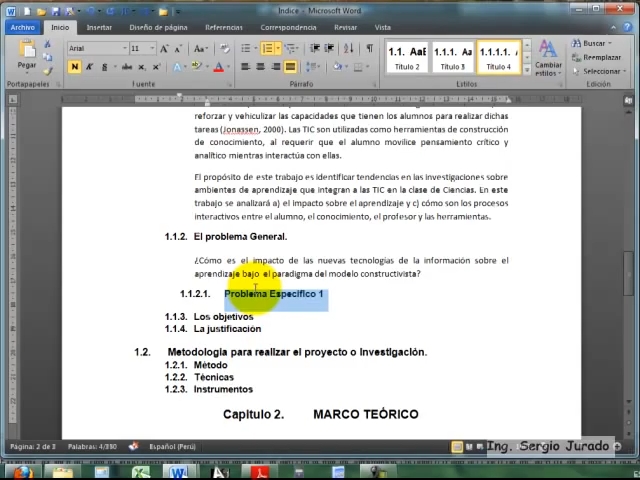 Indice - Microsoft Word
Archivo Inicio Insertar Diseño de página Referencias Correspondencia Revisar Vista
Pegar
Arial 11
N
1.1. AaB 1.1.1. Aa 1.1.1.1. A
Título 2 Título 3 Título 4
Cambiar estilos
Buscar
Reemplazar
Seleccionar
Portapapeles Fuente Párrafo Estilos Edición
reforzar y vehiculizar las capacidades que tienen los alumnos para realizar dichas
tareas (Jonassen, 2000). Las TIC son utilizadas como herramientas de construcción
de conocimiento, al requerir que el alumno movilice pensamiento crítico y
analítico mientras interactúa con ellas.
El propósito de este trabajo es identificar tendencias en las investigaciones sobre
ambientes de aprendizaje que integran a las TIC en la clase de Ciencias. En este
trabajo se analizará a) el impacto sobre el aprendizaje y c) cómo son los procesos
interactivos entre el alumno, el conocimiento, el profesor y las herramientas.
1.1.2. El problema General.
¿Cómo es el impacto de las nuevas tecnologías de la información sobre el
aprendizaje bajo el paradigma del modelo constructivista?
1.1.2.1. Problema Específico 1
1.1.3. Los objetivos
1.1.4. La justificación
1.2. Metodología para realizar el proyecto o Investigación.
1.2.1. Método
1.2.2. Técnicas
1.2.3. Instrumentos
Capitulo 2. MARCO TEÓRICO
Página: 2 de 3 Palabras: 4/380 Español (Perú)
Ing. Sergio Jurado